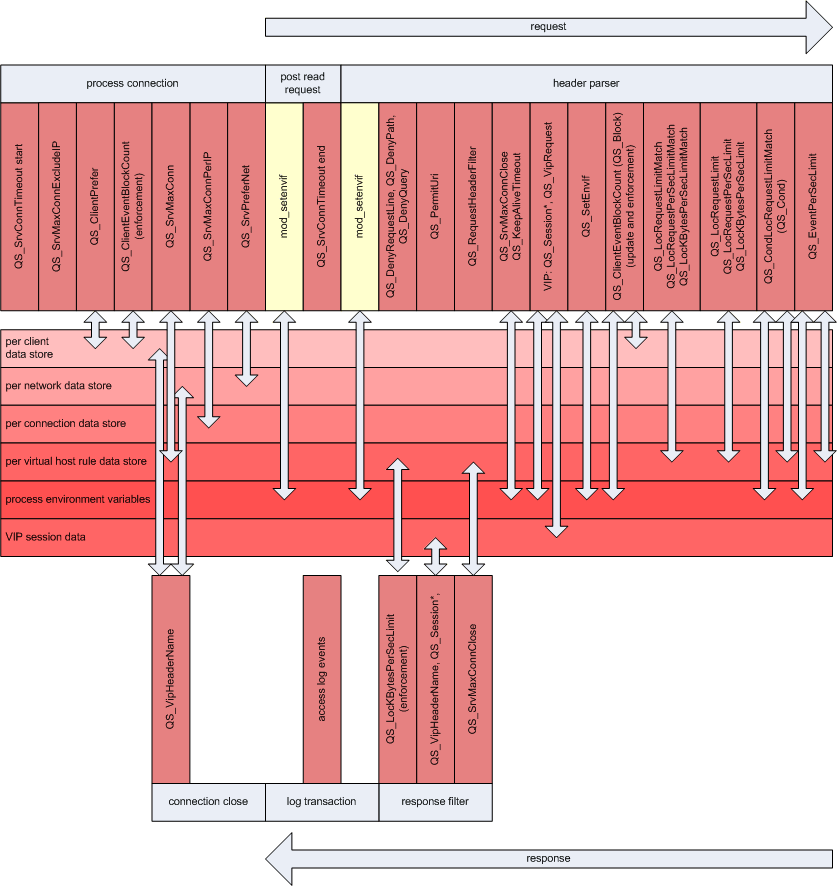 request
process connection
post read
request
header parser
QS_SrvConnTimeout start
QS_SrvMaxConnExcludeIP
QS_ClientPrefer
QS_ClientEventBlockCount
(enforcement)
QS_SrvMaxConn
QS_SrvMaxConnPerIP
QS_SrvPreferNet
mod_setenvif
QS_SrvConnTimeout end
mod_setenvif
QS_DenyRequestLine, QS_DenyPath,
QS_DenyQuery
QS_PermitUri
QS_RequestHeaderFilter
QS_SrvMaxConnClose
QS_KeepAliveTimeout
VIP: QS_Session*, QS_VipRequest
QS_SetEnvIf
QS_ClientEventBlockCount (QS_Block)
(update and enforcement)
QS_LocRequestLimitMatch
QS_LocRequestPerSecLimitMatch
QS_LocKBytesPerSecLimitMatch
QS_LocRequestLimit
QS_LocRequestPerSecLimit
QS_LocKBytesPerSecLimit
QS_CondLocRequestLimitMatch
(QS_Cond)
QS_EventPerSecLimit
per client
data store
per network data store
per connection data store
per virtual host rule data store
process environment variables
VIP session data
QS_VipHeaderName
access log events
QS_LocKBytesPerSecLimit
(enforcement)
QS_VipHeaderName, QS_Session*,
QS_SrvMaxConnClose
connection close
log transaction
response filter
response